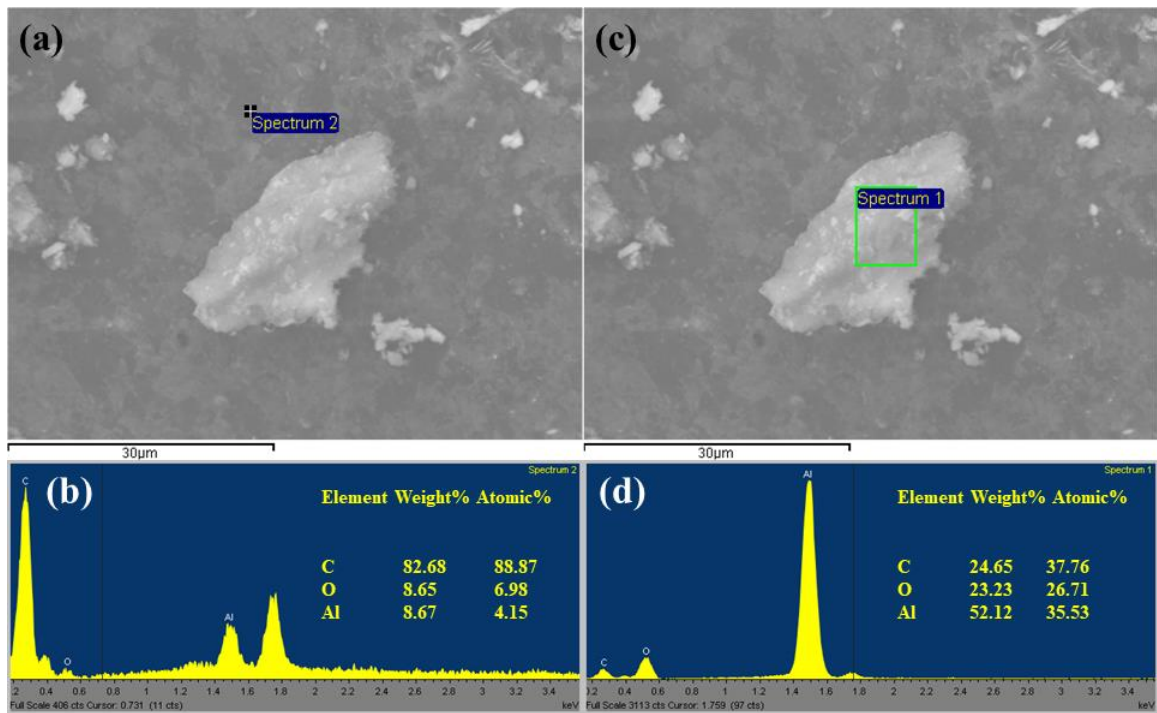 (a)
Spectrum 2
30µm
(c)
Spectrum 1
30µm
Spectrum 2
(b)
C
O
Al
Element Weight% Atomic%
C 82.68 88.87
O 8.65 6.98
Al 8.67 4.15
.2 0.4 0.6 0.8 1 1.2 1.4 1.6 1.8 2 2.2 2.4 2.6 2.8 3 3.2 3.4
Full Scale 406 cts Cursor: 0.731 (11 cts) keV
Spectrum 1
(d)
C
O
Al
Element Weight% Atomic%
C 24.65 37.76
O 23.23 26.71
Al 52.12 35.53
0.2 0.4 0.6 0.8 1 1.2 1.4 1.6 1.8 2 2.2 2.4 2.6 2.8 3 3.2 3.4
Full Scale 3113 cts Cursor: 1.759 (97 cts) keV